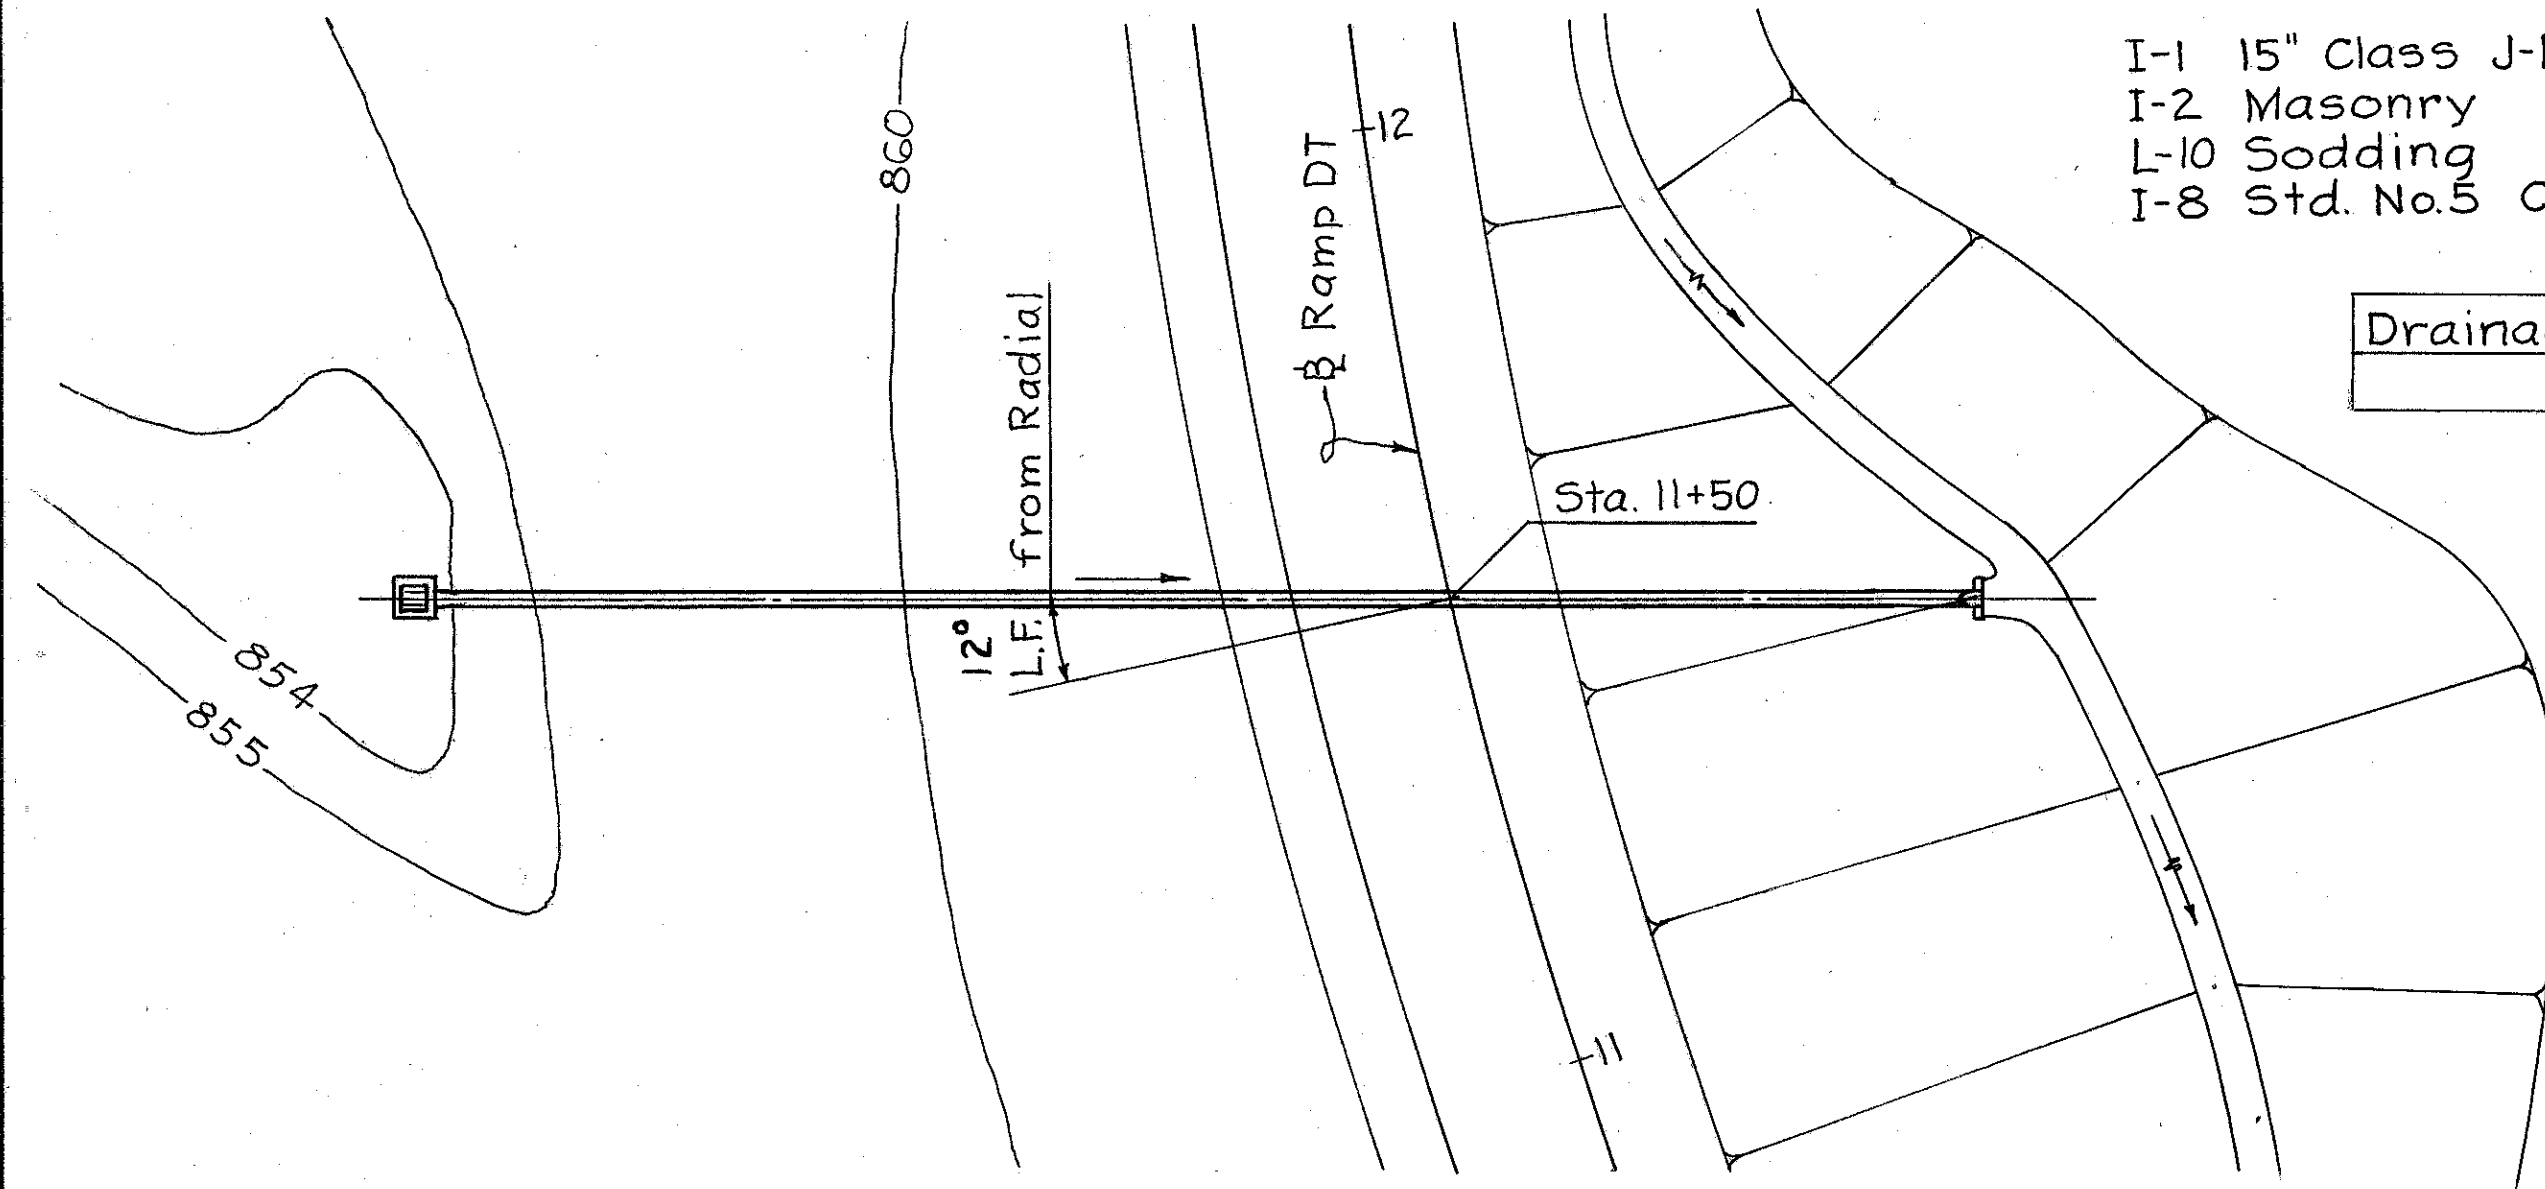 I-1 15" Class J-1
I-2 Masonry
L-10 Sodding
I-8 Std. No.5
860
12
℄ Ramp DT
12°
L.F. from Radial
Sta. 11+50
854
855
11